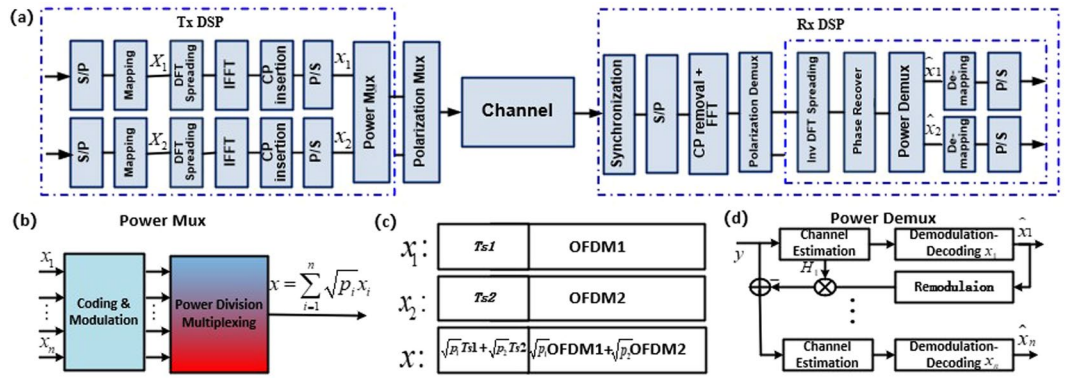 (a)
Tx DSP
S/P
Mapping
X1
DFT
Spreading
IFFT
CP
insertion
P/S
x1
S/P
Mapping
X2
DFT
Spreading
IFFT
CP
insertion
P/S
x2
Power Mux
Polarization Mux
Channel
Rx DSP
Synchronization
S/P
CP removal +
FFT
Polarization Demux
Inv DFT Spreading
Phase Recover
Power Demux
x̂1
De-
mapping
P/S
x̂2
De-
mapping
P/S
(b)
Power Mux
x1
xn
Coding &
Modulation
Power Division
Multiplexing
x = ∑_{i=1}^{n} √p_i x_i
(c)
x1: Ts1 OFDM1
x2: Ts2 OFDM2
x: √p1Ts1+√p2Ts2 √p1OFDM1+√p2OFDM2
(d)
Power Demux
y
Channel
Estimation
Demodulation-
Decoding x1
x̂1
H1
Remodulaion
Channel
Estimation
Demodulation-
Decoding xn
x̂n